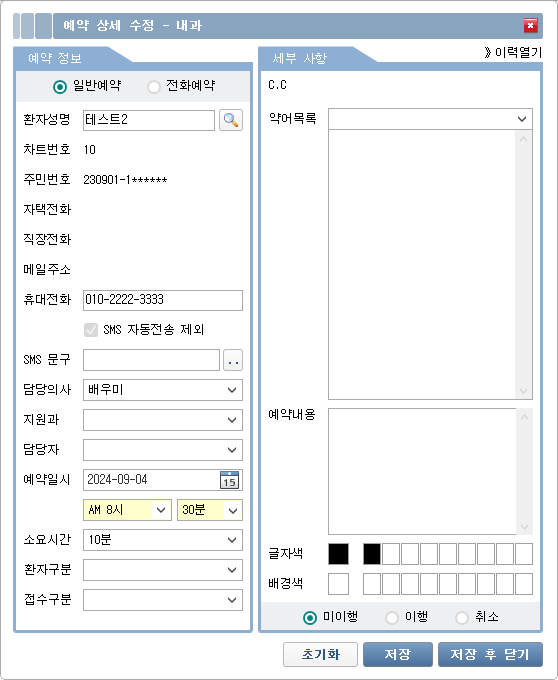 예약 상세 수정 - 내과
예약 정보
일반예약 전화예약
환자성명 테스트2
차트번호 10
주민번호 230901-1******
자택전화
직장전화
메일주소
휴대전화 010-2222-3333
SMS 자동전송 제외
SMS 문구 ..
담당의사 배우미
지원과
담당자
예약일시 2024-09-04 15
AM 8시 30분
소요시간 10분
환자구분
접수구분
세부 사항
》이력열기
C.C
약어목록
예약내용
글자색
배경색
미이행 이행 취소
초기화 저장 저장 후 닫기